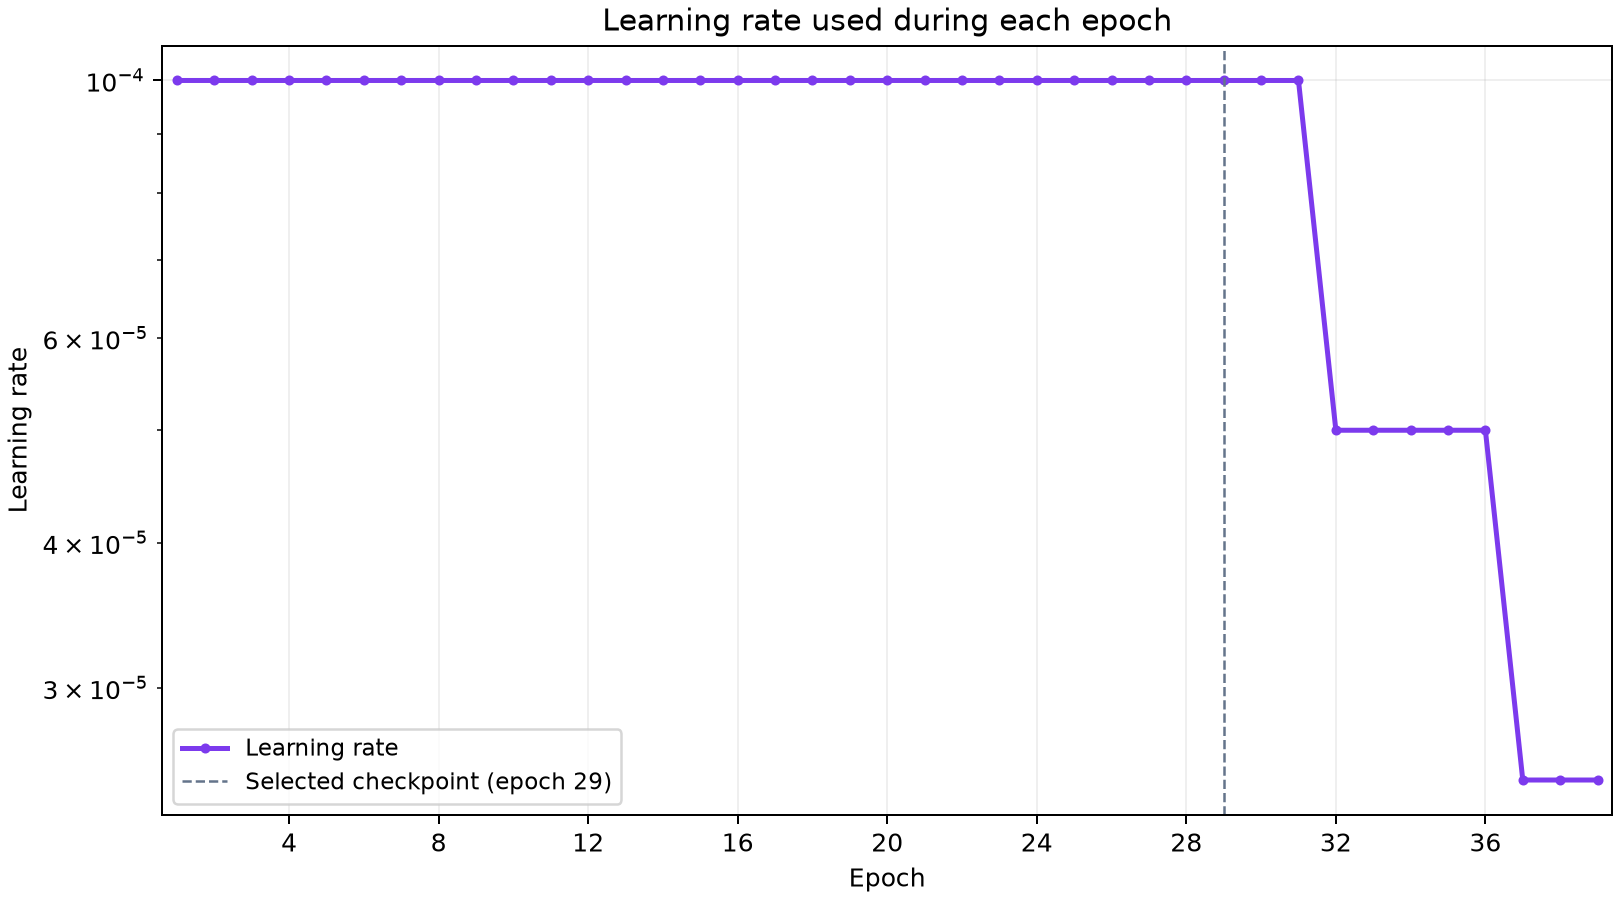 Learning rate used during each epoch
Learning rate
10⁻⁴
6 × 10⁻⁵
4 × 10⁻⁵
3 × 10⁻⁵
Learning rate
Selected checkpoint (epoch 29)
4 8 12 16 20 24 28 32 36
Epoch